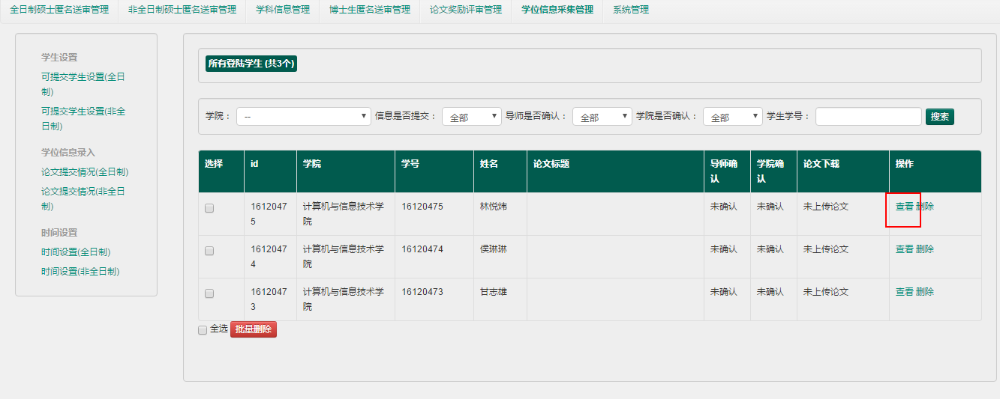 全日制硕士匿名送审管理 非全日制硕士匿名送审管理 学科信息管理 博士生匿名送审管理 论文奖励评审管理 学位信息采集管理 系统管理
学生设置
可提交学生设置(全日
制)
可提交学生设置(非全
日制)
学位信息录入
论文提交情况(全日制)
论文提交情况(非全日
制)
时间设置
时间设置(全日制)
时间设置(非全日制)
所有登陆学生 (共3个)
学院： -- 信息是否提交： 全部 导师是否确认： 全部 学院是否确认： 全部 学生学号： 搜索
选择 id 学院 学号 姓名 论文标题 导师确 学院确 论文下载 操作
认 认
1612047 计算机与信息技术学 16120475 林悦炜 未确认 未确认 未上传论文 查看 删除
5 院
1612047 计算机与信息技术学 16120474 侯琳琳 未确认 未确认 未上传论文 查看 删除
4 院
1612047 计算机与信息技术学 16120473 甘志雄 未确认 未确认 未上传论文 查看 删除
3 院
全选 批量删除